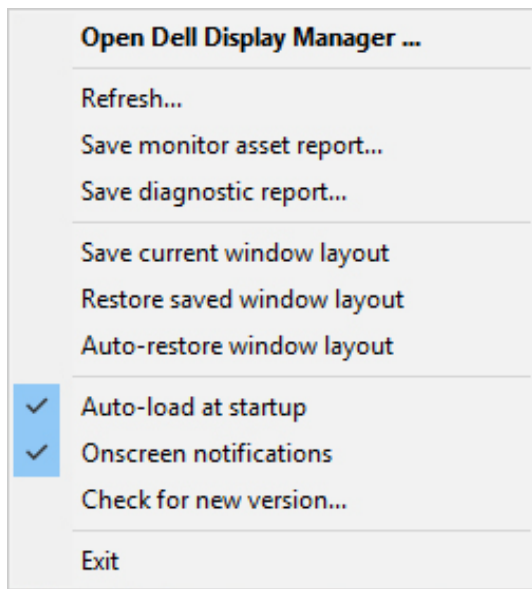 Open Dell Display Manager ...
Refresh...
Save monitor asset report...
Save diagnostic report...
Save current window layout
Restore saved window layout
Auto-restore window layout
Auto-load at startup
Onscreen notifications
Check for new version...
Exit